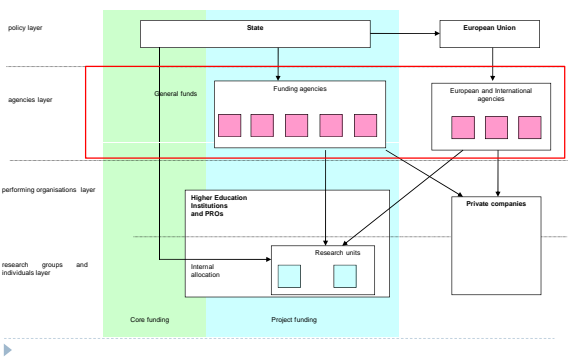 policy layer
State
European Union
agencies layer
General funds
Funding agencies
European and International
agencies
performing organisations layer
Higher Education
Institutions
and PROs
Private companies
research groups and
individuals layer
Internal
allocation
Research units
Core funding
Project funding